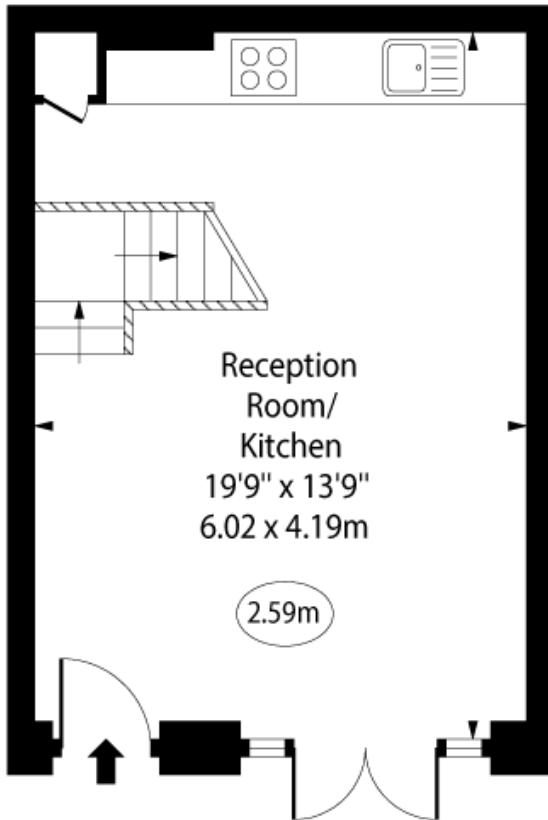 Reception
Room/
Kitchen
19'9" x 13'9"
6.02 x 4.19m
2.59m